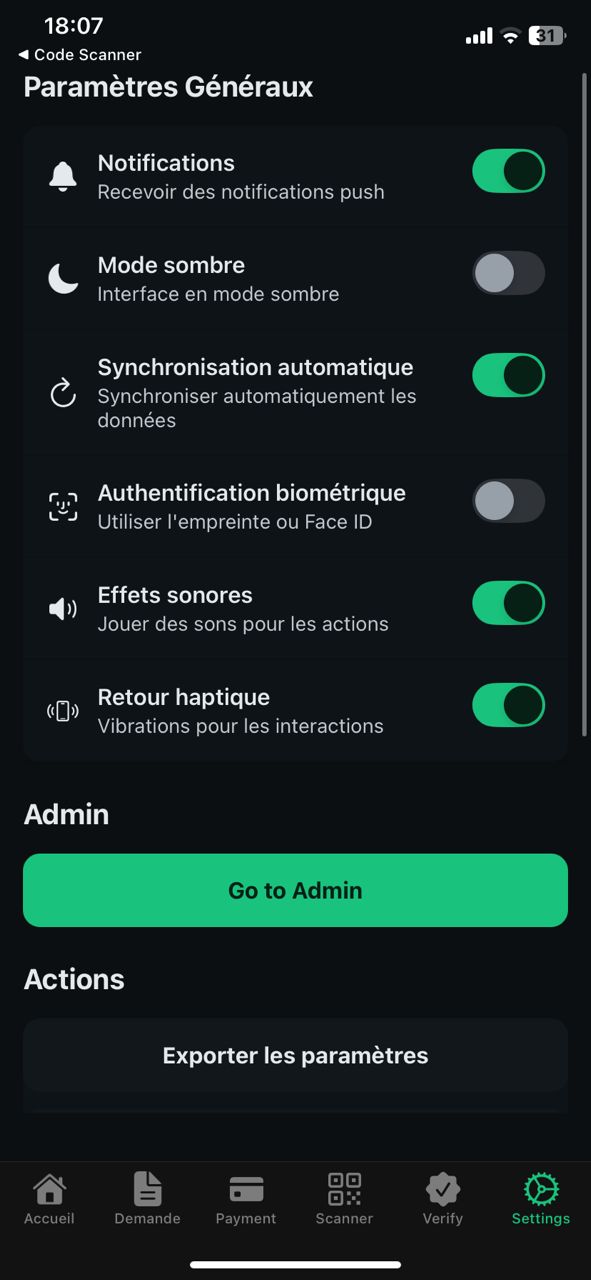 18:07
31
◀ Code Scanner
Paramètres Généraux
Notifications
Recevoir des notifications push
Mode sombre
Interface en mode sombre
Synchronisation automatique
Synchroniser automatiquement les
données
Authentification biométrique
Utiliser l'empreinte ou Face ID
Effets sonores
Jouer des sons pour les actions
Retour haptique
Vibrations pour les interactions
Admin
Go to Admin
Actions
Exporter les paramètres
Accueil
Demande
Payment
Scanner
Verify
Settings